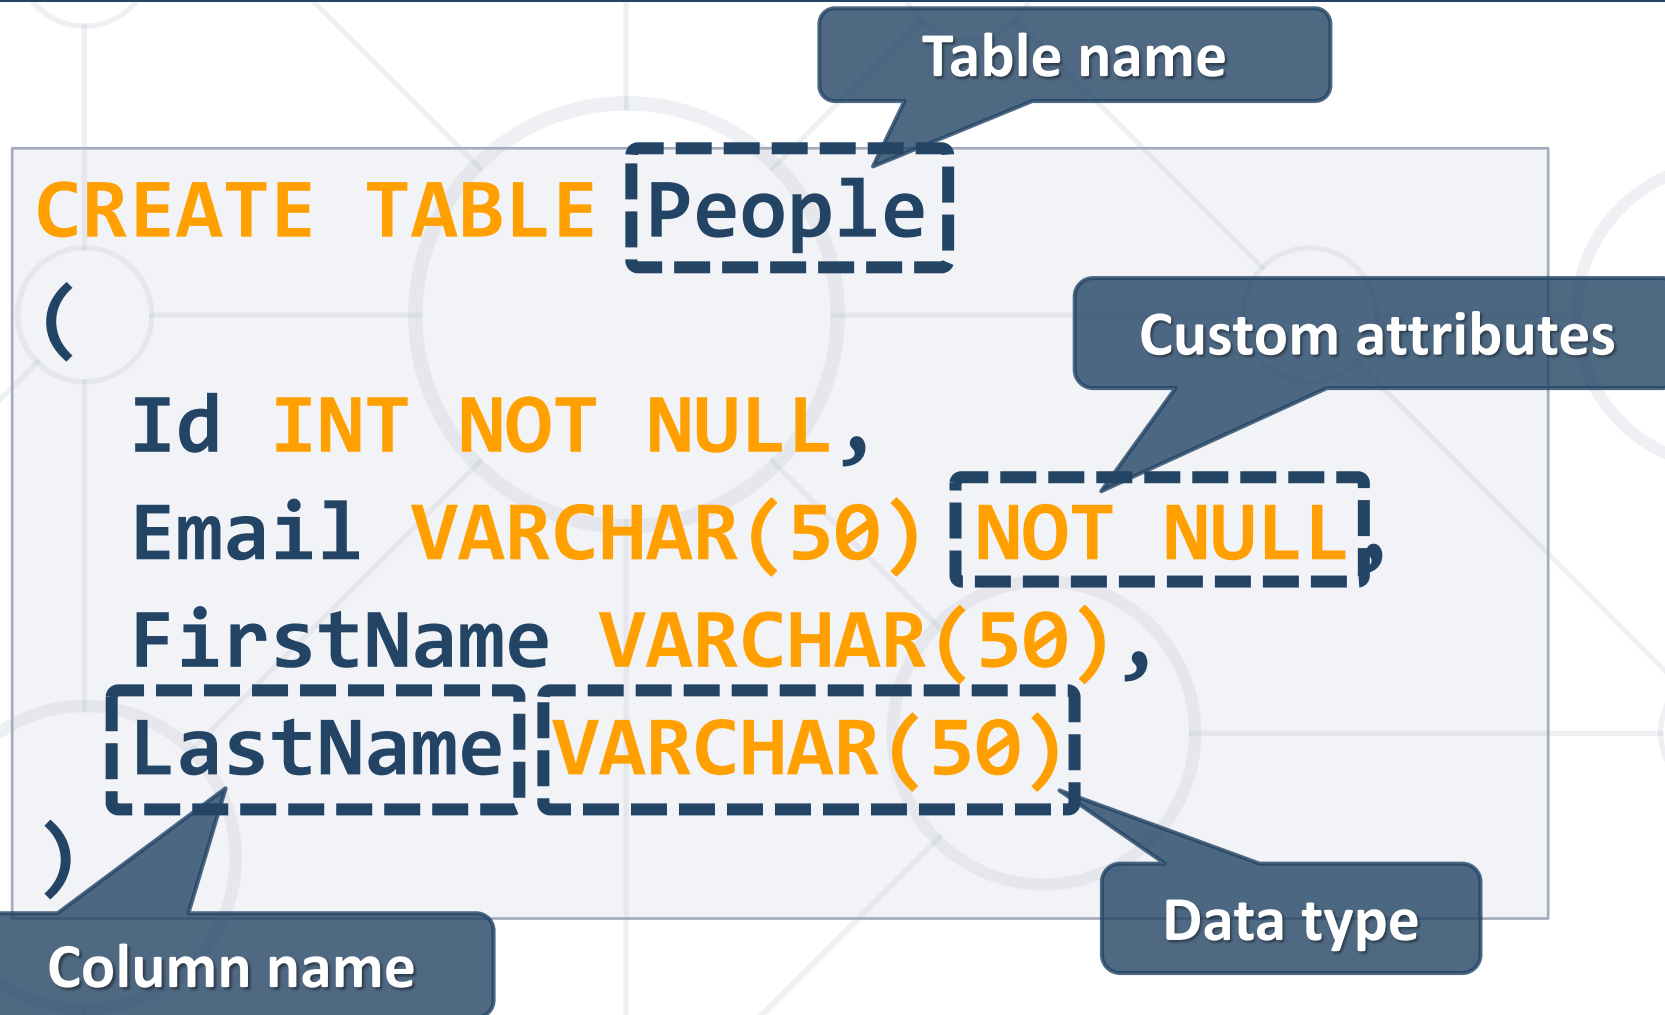 Table name
CREATE TABLE People
(
Custom attributes
Id INT NOT NULL,
Email VARCHAR(50) NOT NULL,
FirstName VARCHAR(50),
LastName VARCHAR(50)
)
Data type
Column name